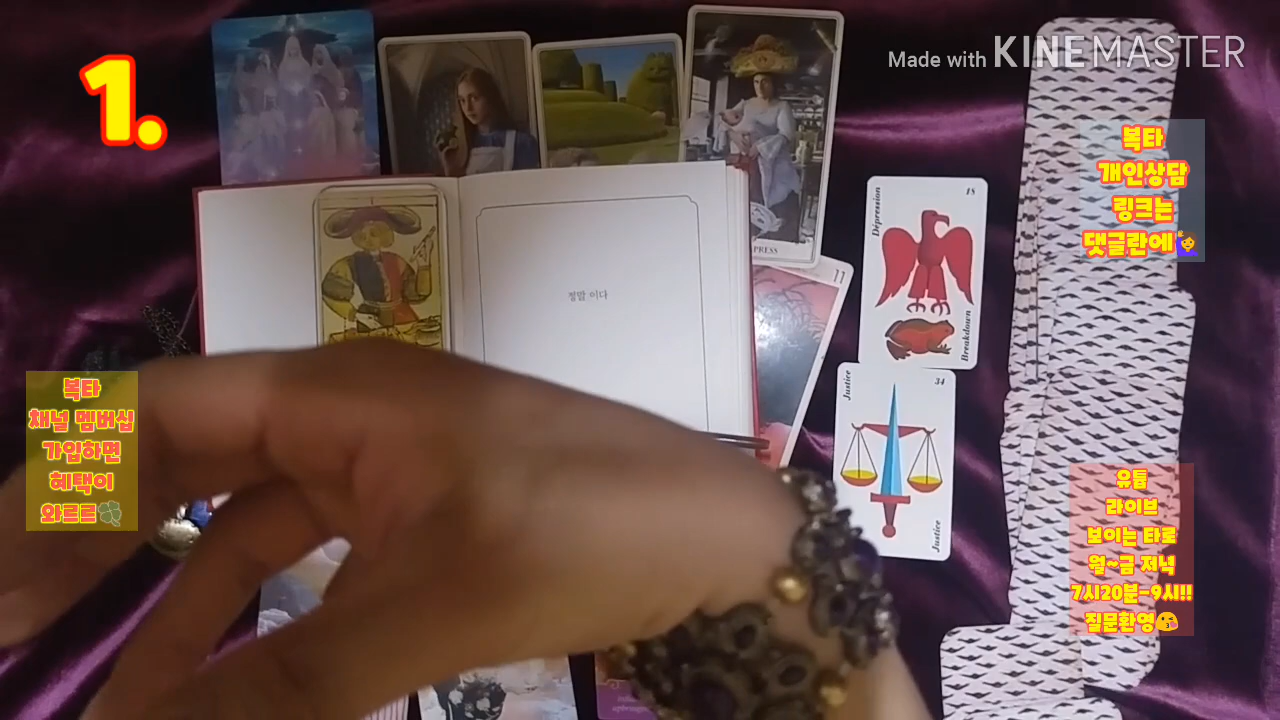 1.
Made with KINEMASTER
복타
개인상담
링크는
댓글란에🙋‍♀️
PRESS
정말 이다
11
18
Dépression
Breakdown
34
Justice
Justice
복타
채널 멤버십
가입하면
혜택이
와르르🍀
유튭
라이브
보이는 타로
월~금 저녁
7시20분-9시!!
질문환영😘